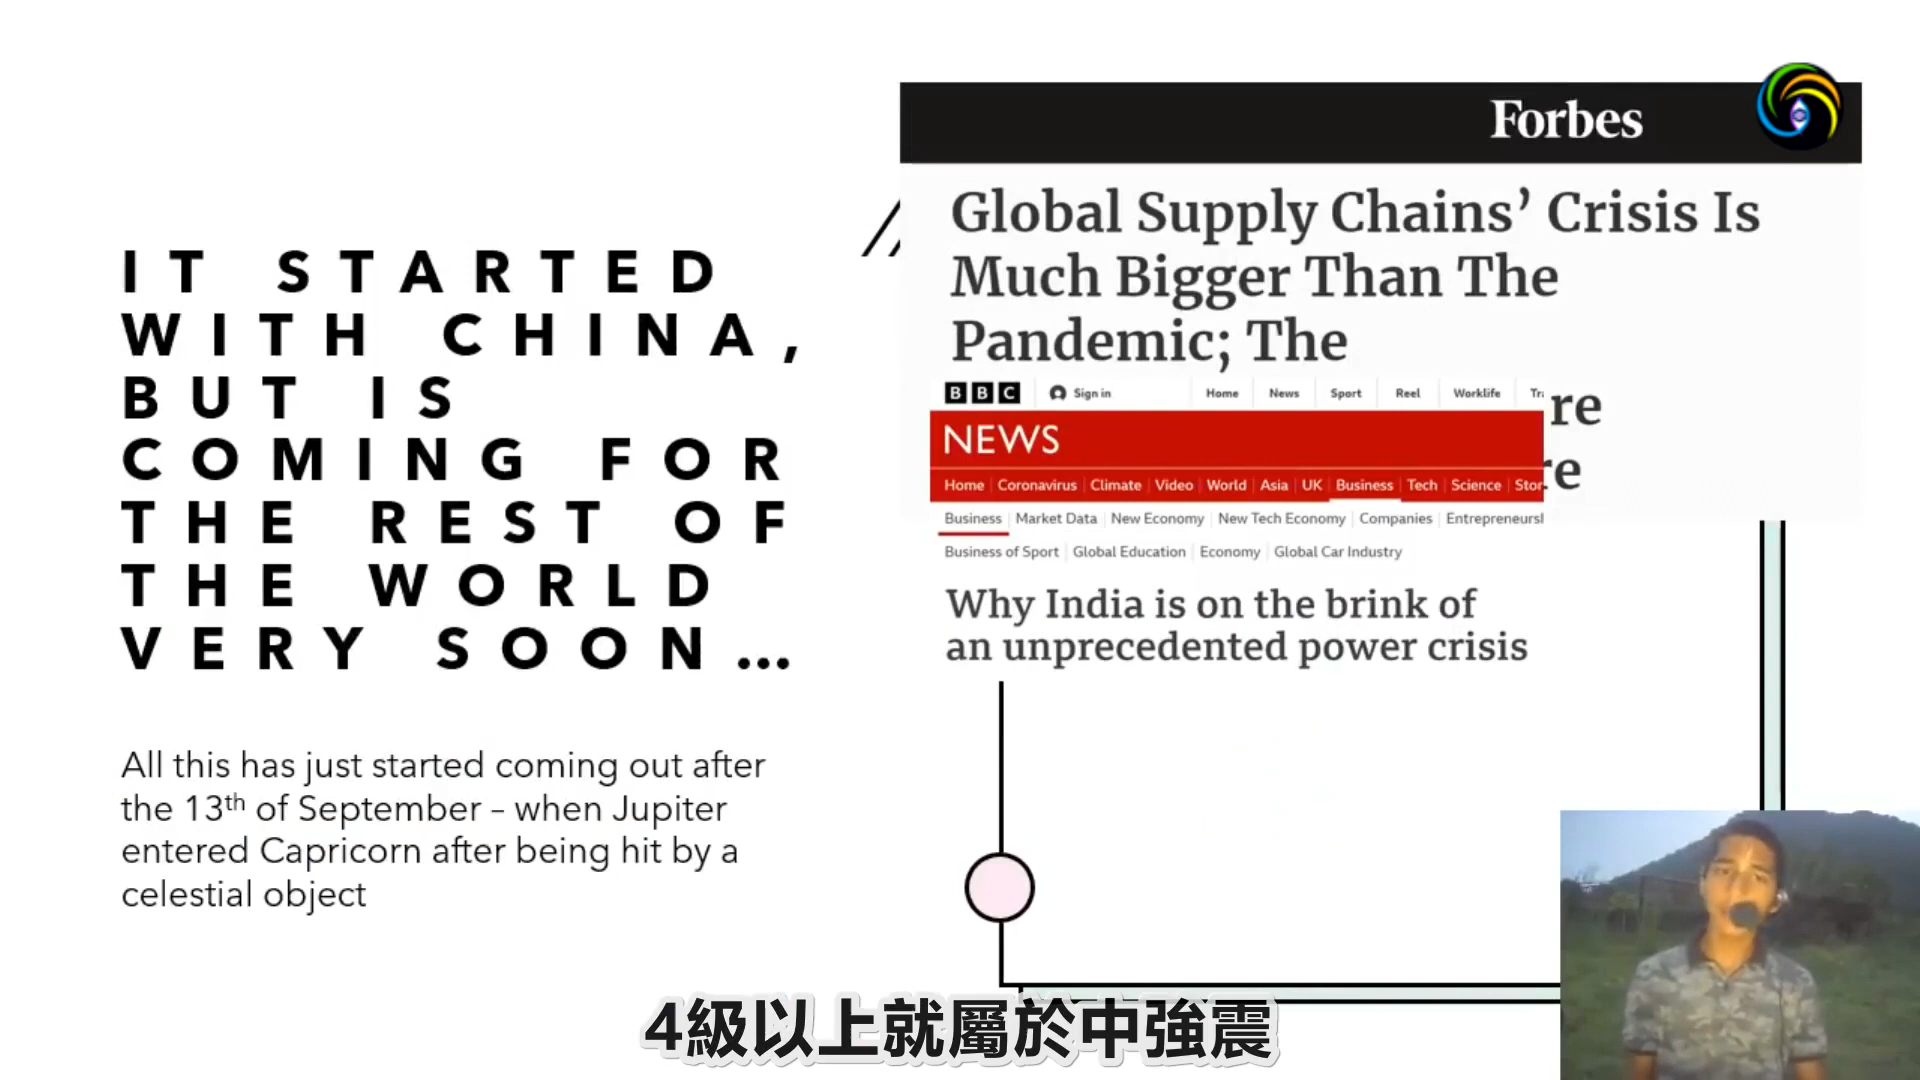 IT STARTED
WITH CHINA,
BUT IS
COMING FOR
THE REST OF
THE WORLD
VERY SOON...
All this has just started coming out after
the 13th of September – when Jupiter
entered Capricorn after being hit by a
celestial object
Forbes
Global Supply Chains’ Crisis Is
Much Bigger Than The
Pandemic; The
re
re
BBC Sign in Home News Sport Reel Worklife
NEWS
Home Coronavirus Climate Video World Asia UK Business Tech Science
Business Market Data New Economy New Tech Economy Companies
Business of Sport Global Education Economy Global Car Industry
Why India is on the brink of
an unprecedented power crisis
4級以上就屬於中強震